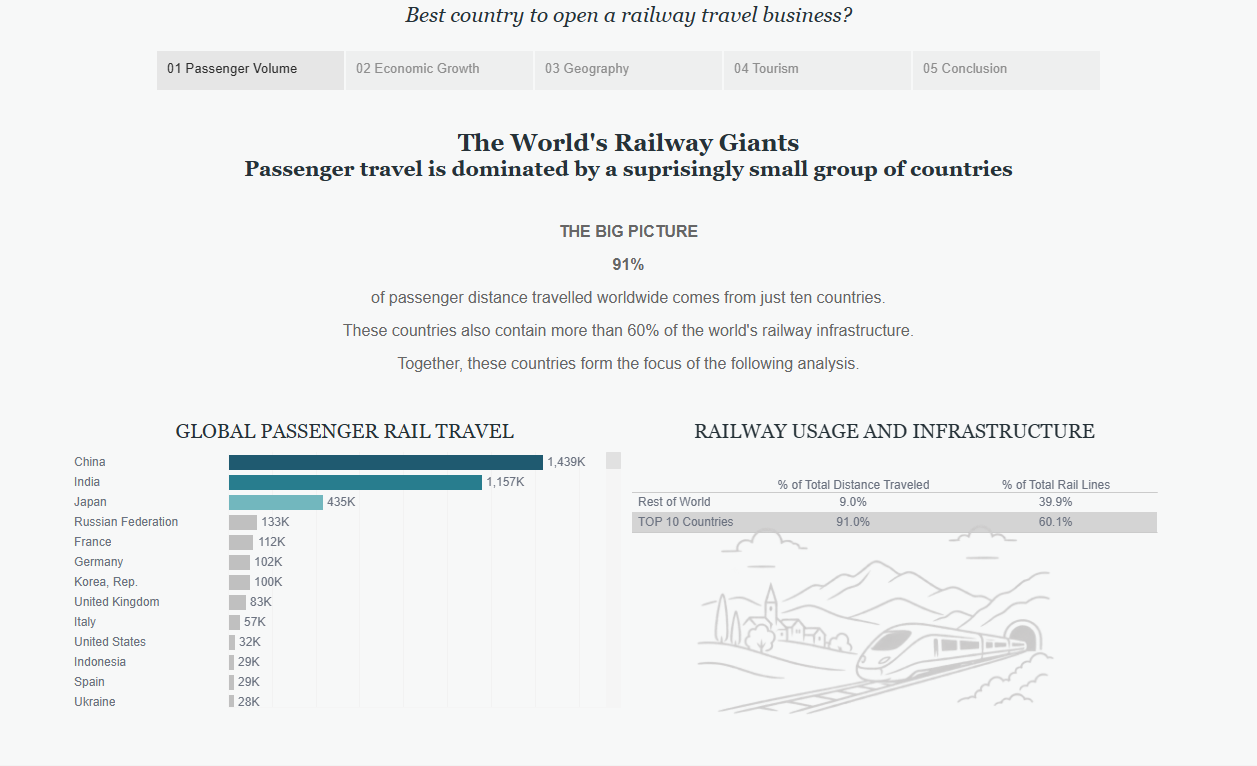 Best country to open a railway travel business?
01 Passenger Volume
02 Economic Growth
03 Geography
04 Tourism
05 Conclusion
The World's Railway Giants
Passenger travel is dominated by a suprisingly small group of countries
THE BIG PICTURE
91%
of passenger distance travelled worldwide comes from just ten countries.
These countries also contain more than 60% of the world's railway infrastructure.
Together, these countries form the focus of the following analysis.
GLOBAL PASSENGER RAIL TRAVEL
China 1,439K
India 1,157K
Japan 435K
Russian Federation 133K
France 112K
Germany 102K
Korea, Rep. 100K
United Kingdom 83K
Italy 57K
United States 32K
Indonesia 29K
Spain 29K
Ukraine 28K
RAILWAY USAGE AND INFRASTRUCTURE
% of Total Distance Traveled % of Total Rail Lines
Rest of World 9.0% 39.9%
TOP 10 Countries 91.0% 60.1%